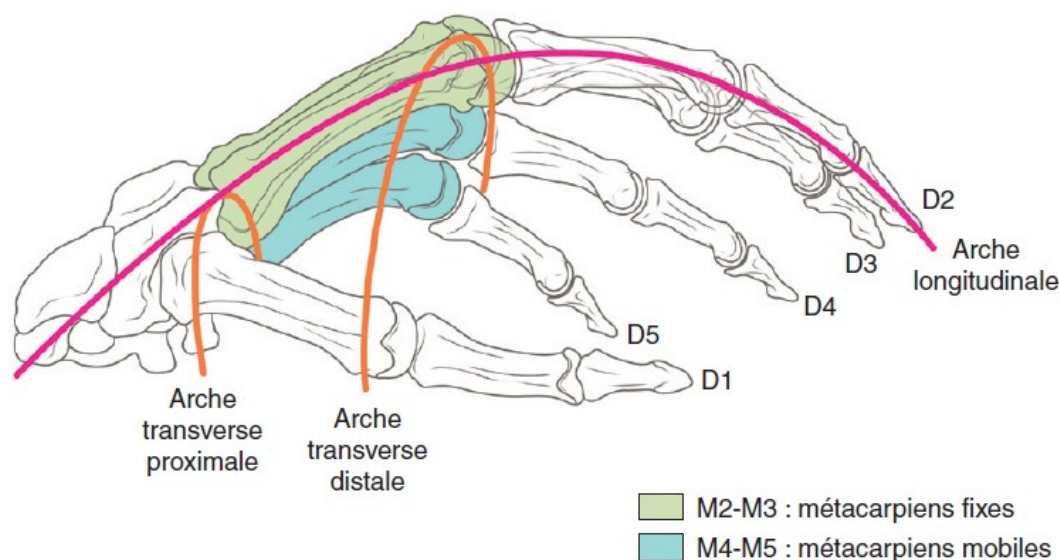 D2
D3
Arche
longitudinale
D4
D5
D1
Arche
transverse
proximale
Arche
transverse
distale
M2-M3 : métacarpiens fixes
M4-M5 : métacarpiens mobiles